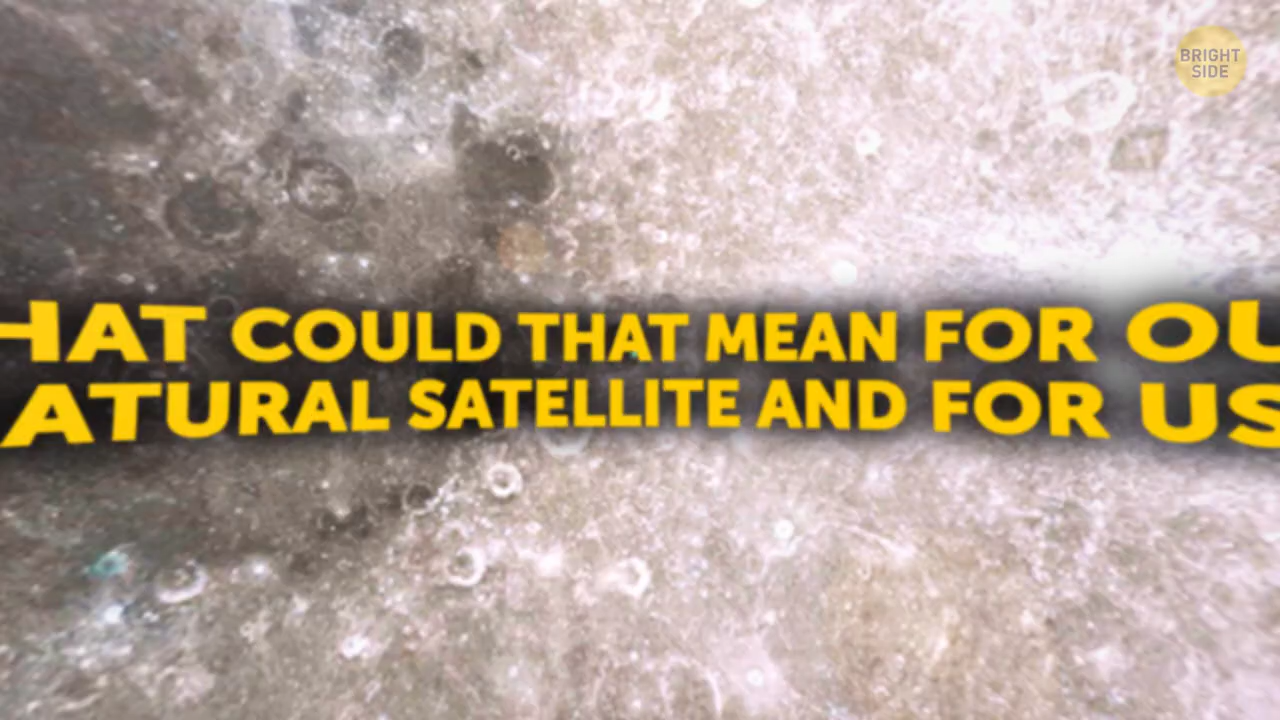 HAT COULD THAT MEAN FOR OU
ATURAL SATELLITE AND FOR US
BRIGHT
SIDE